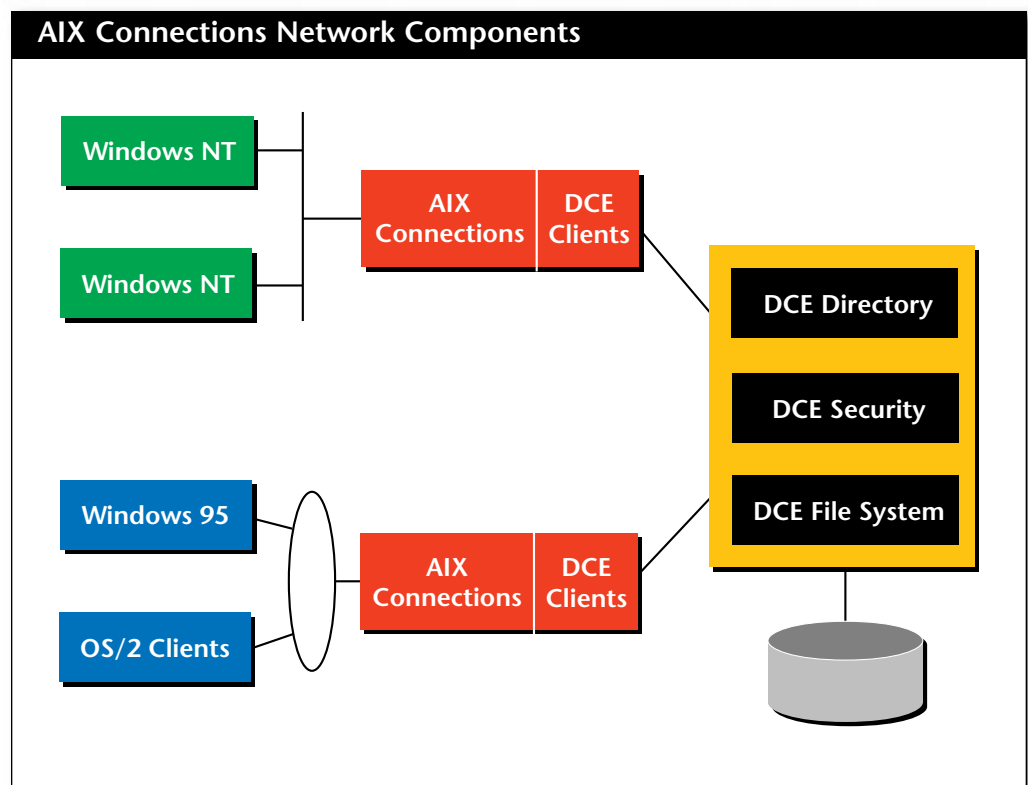 AIX Connections Network Components
Windows NT
Windows NT
AIX
Connections
DCE
Clients
DCE Directory
DCE Security
DCE File System
Windows 95
OS/2 Clients
AIX
Connections
DCE
Clients